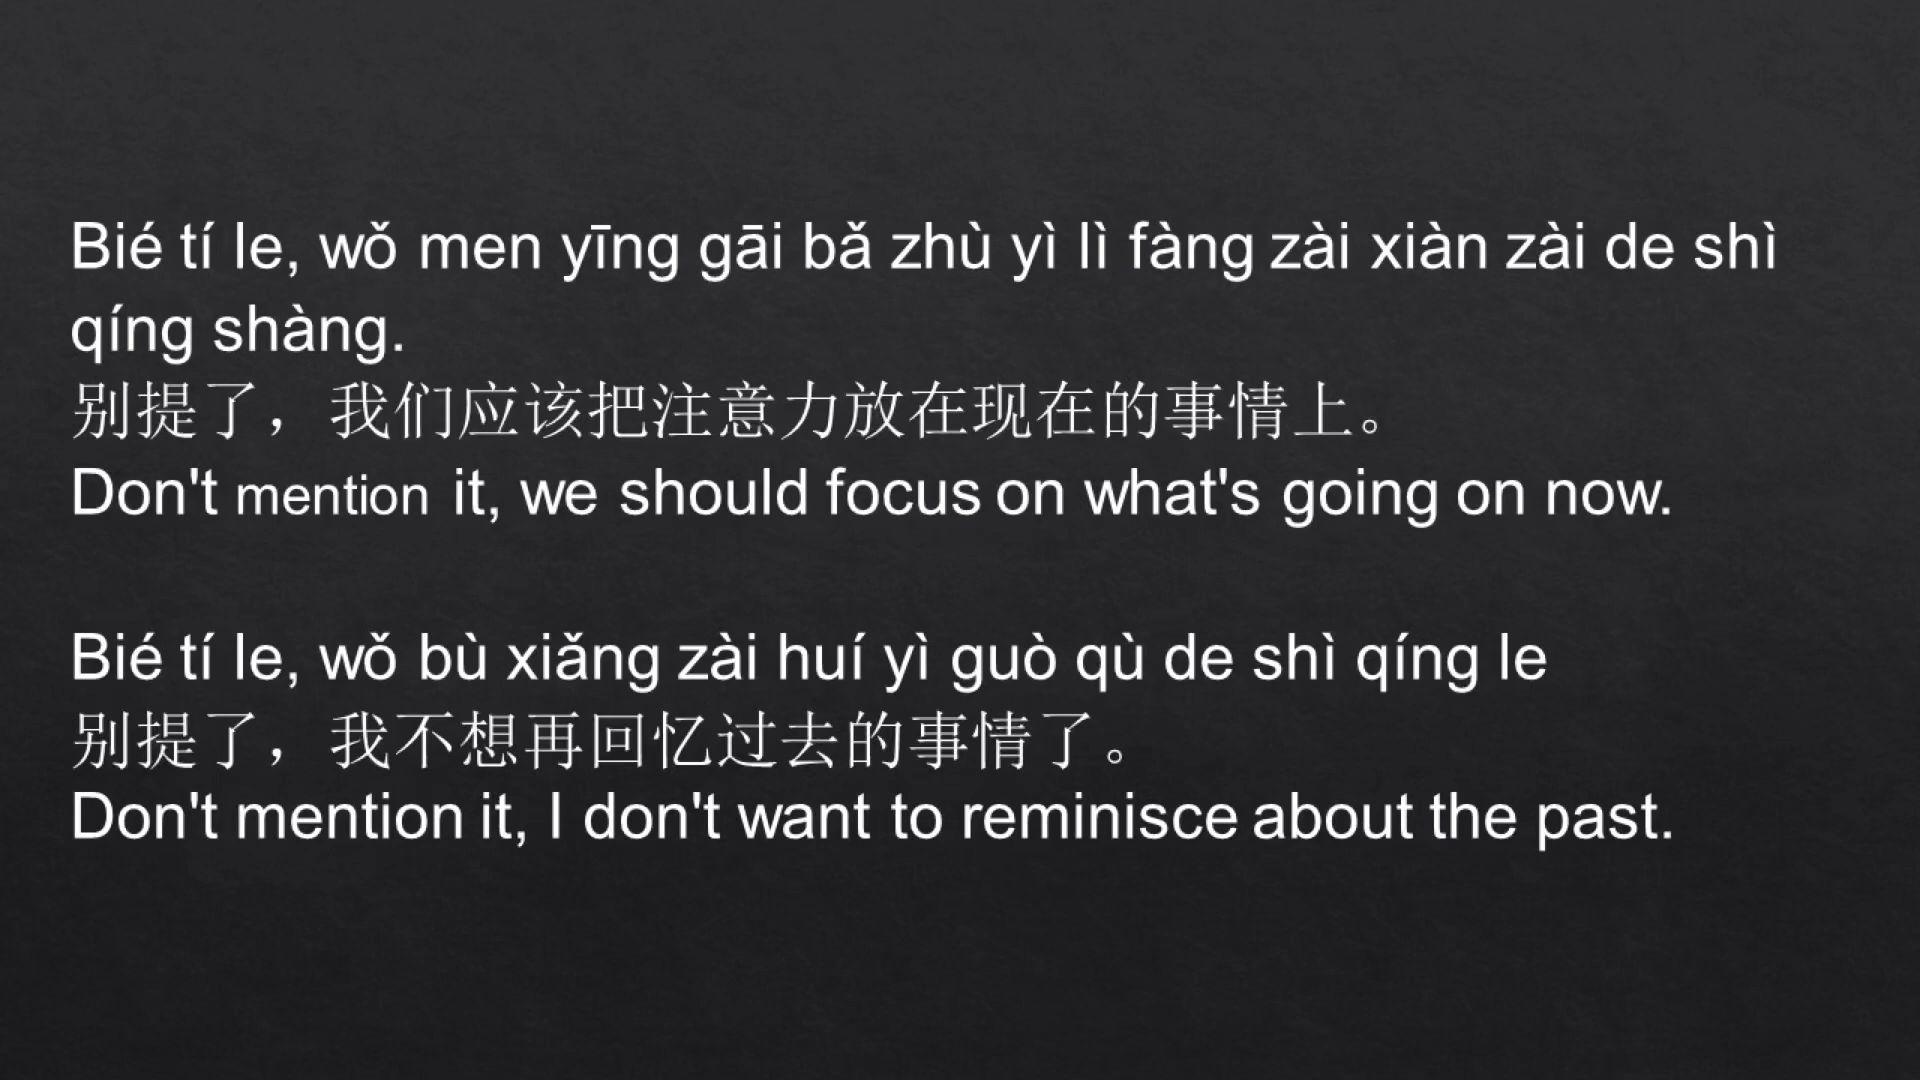 Bié tí le, wǒ men yīng gāi bǎ zhù yì lì fàng zài xiàn zài de shì
qíng shàng.
别提了，我们应该把注意力放在现在的事情上。
Don't mention it, we should focus on what's going on now.
Bié tí le, wǒ bù xiǎng zài huí yì guò qù de shì qíng le
别提了，我不想再回忆过去的事情了。
Don't mention it, I don't want to reminisce about the past.